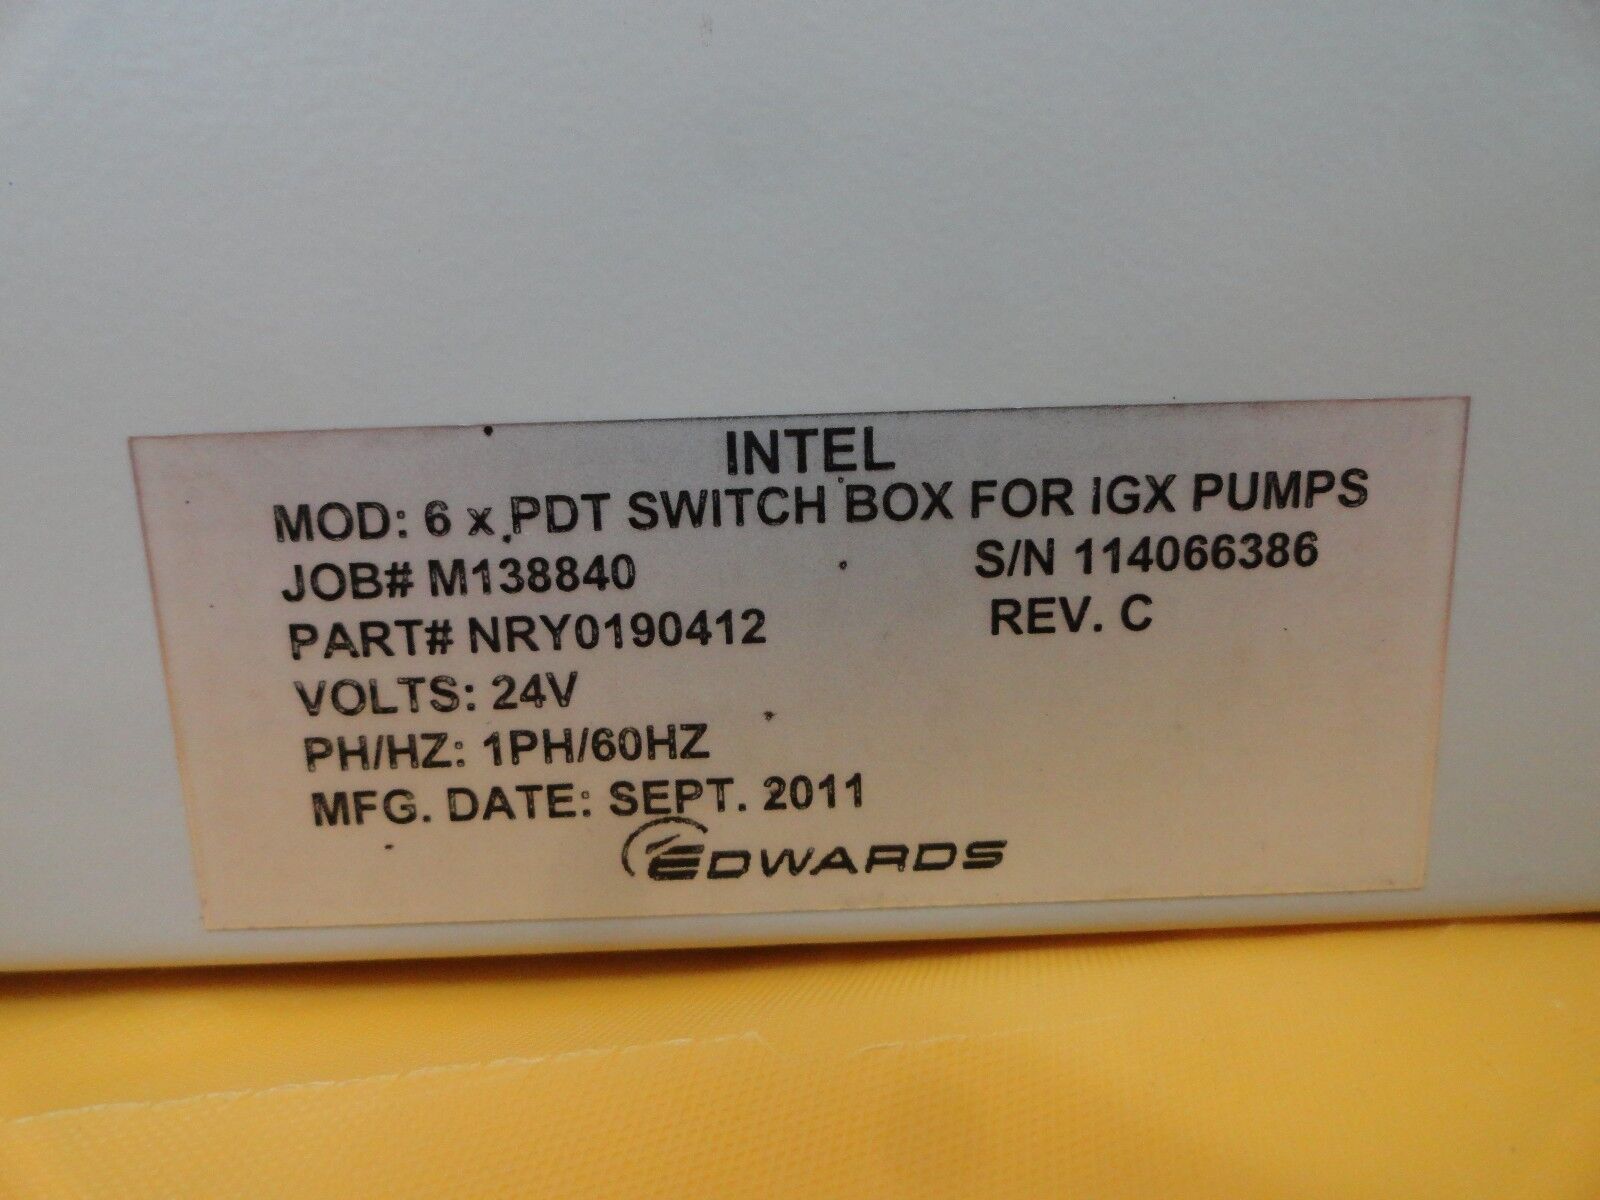 INTEL
MOD: 6 x PDT SWITCH BOX FOR IGX PUMPS
JOB# M138840 S/N 114066386
PART# NRY0190412 REV. C
VOLTS: 24V
PH/HZ: 1PH/60HZ
MFG. DATE: SEPT. 2011
EDWARDS